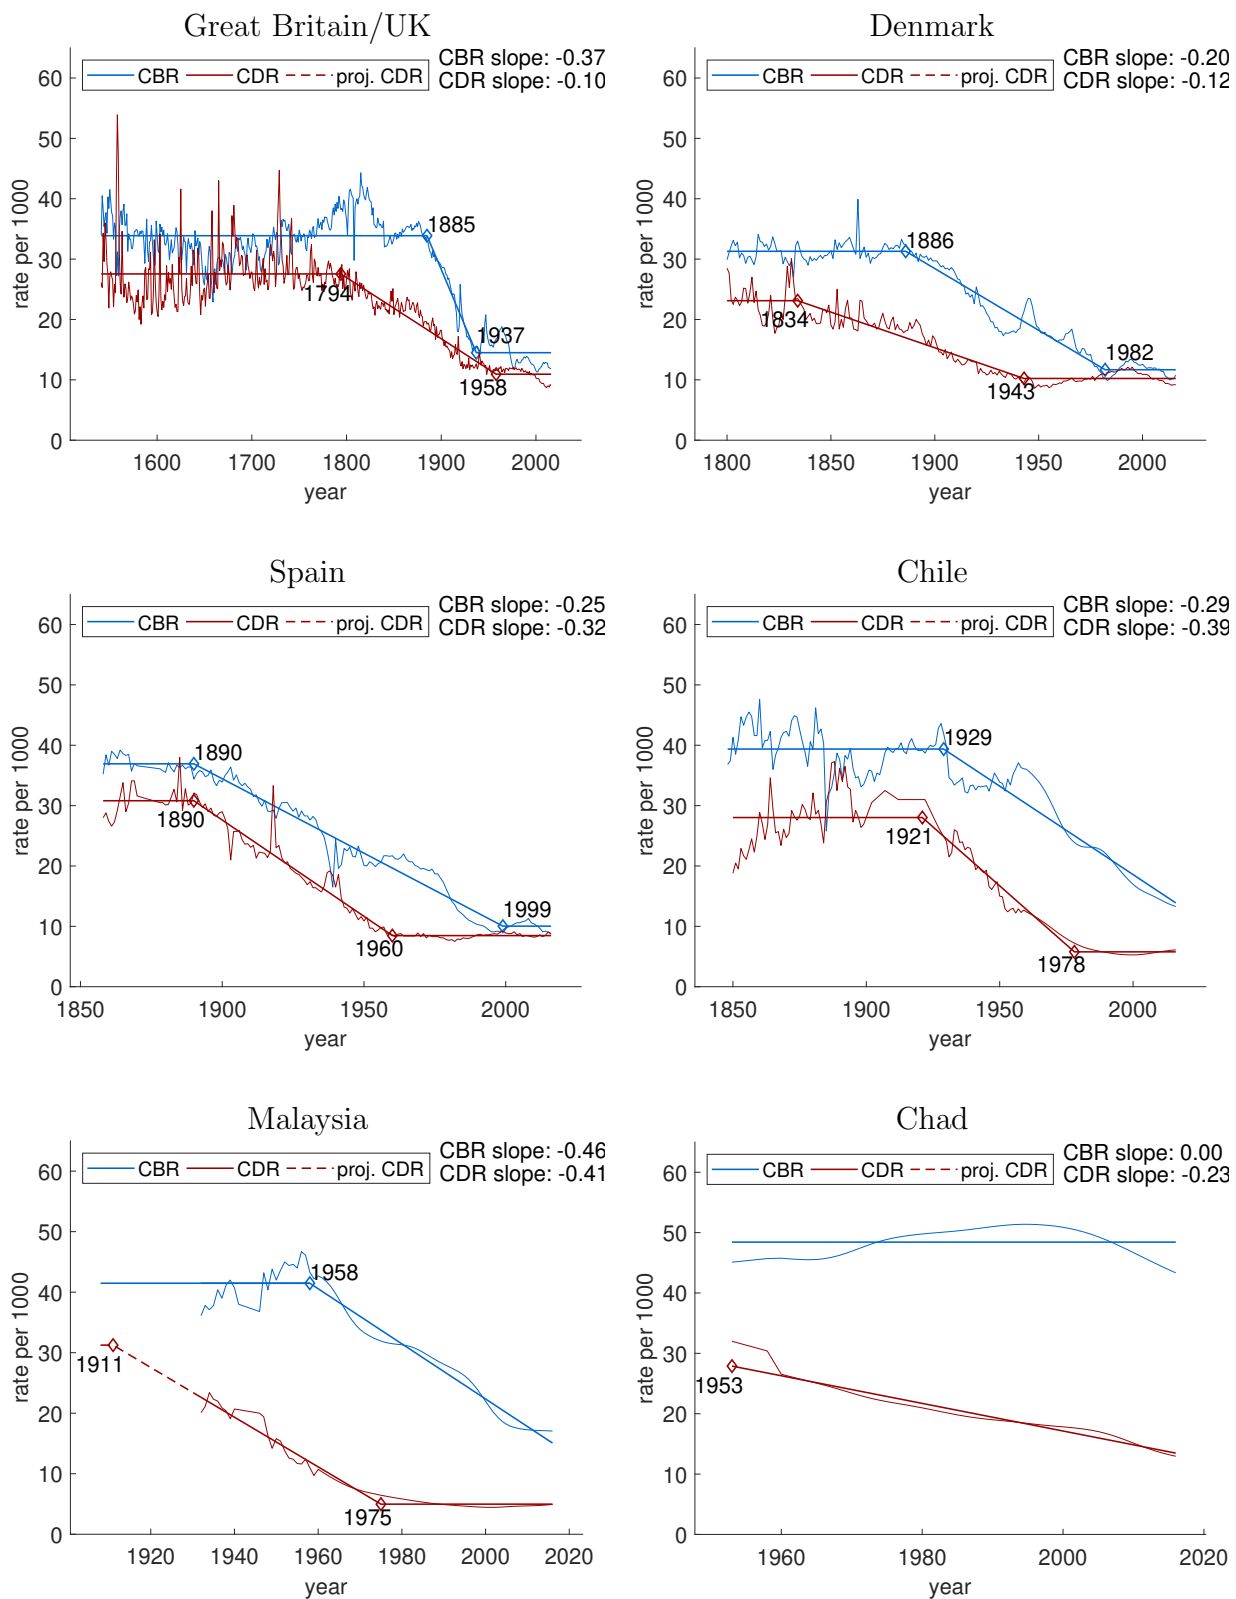 Great Britain/UK
CBR CDR proj. CDR
CBR slope: -0.37
CDR slope: -0.10
60
50
40
30
20
10
0
rate per 1000
1885
1794
1937
1958
1600 1700 1800 1900 2000
year
Denmark
CBR CDR proj. CDR
CBR slope: -0.20
CDR slope: -0.12
60
50
40
30
20
10
0
rate per 1000
1886
1834
1982
1943
1800 1850 1900 1950 2000
year
Spain
CBR CDR proj. CDR
CBR slope: -0.25
CDR slope: -0.32
60
50
40
30
20
10
0
rate per 1000
1890
1890
1999
1960
1850 1900 1950 2000
year
Chile
CBR CDR proj. CDR
CBR slope: -0.29
CDR slope: -0.39
60
50
40
30
20
10
0
rate per 1000
1929
1921
1978
1850 1900 1950 2000
year
Malaysia
CBR CDR proj. CDR
CBR slope: -0.46
CDR slope: -0.41
60
50
40
30
20
10
0
rate per 1000
1958
1911
1975
1920 1940 1960 1980 2000 2020
year
Chad
CBR CDR proj. CDR
CBR slope: 0.00
CDR slope: -0.23
60
50
40
30
20
10
0
rate per 1000
1953
1960 1980 2000 2020
year